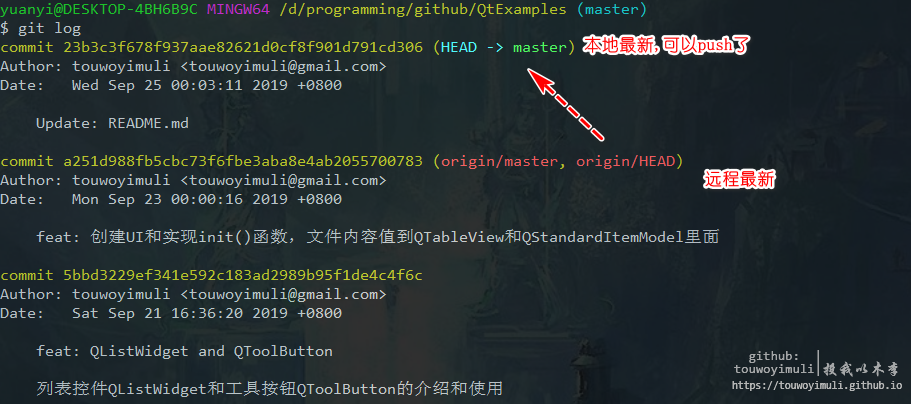 yuanyi@DESKTOP-4BH6B9C MINGW64 /d/programming/github/QtExamples (master)
$ git log
commit 23b3c3f678f937aae82621d0cf8f901d791cd306 (HEAD -> master) 本地最新,可以push了
Author: touwoyimuli <touwoyimuli@gmail.com>
Date:   Wed Sep 25 00:03:11 2019 +0800
Update: README.md
commit a251d988fb5cbc73f6fbe3aba8e4ab2055700783 (origin/master, origin/HEAD)
远程最新
Author: touwoyimuli <touwoyimuli@gmail.com>
Date:   Mon Sep 23 00:00:16 2019 +0800
feat: 创建UI和实现init()函数，文件内容值到QTableView和QStandardItemModel里面
commit 5bbd3229ef341e592c183ad2989b95f1de4c4f6c
Author: touwoyimuli <touwoyimuli@gmail.com>
Date:   Sat Sep 21 16:36:20 2019 +0800
feat: QListWidget and QToolButton
列表控件QListWidget和工具按钮QToolButton的介绍和使用
github:
touwoyimuli|投我以木李
https://touwoyimuli.github.io